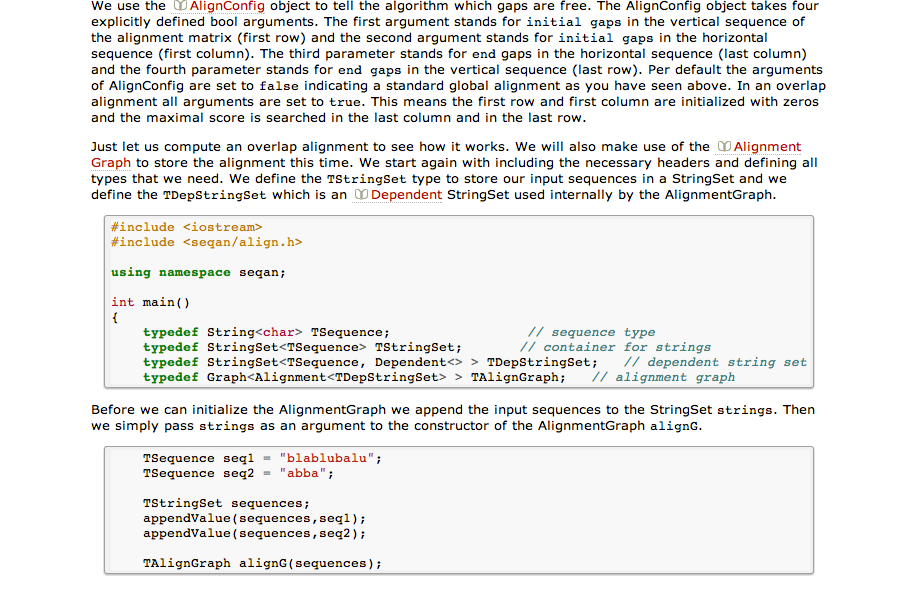 We use the AlignConfig object to tell the algorithm which gaps are free. The AlignConfig object takes four
explicitly defined bool arguments. The first argument stands for initial gaps in the vertical sequence of
the alignment matrix (first row) and the second argument stands for initial gaps in the horizontal
sequence (first column). The third parameter stands for end gaps in the horizontal sequence (last column)
and the fourth parameter stands for end gaps in the vertical sequence (last row). Per default the arguments
of AlignConfig are set to false indicating a standard global alignment as you have seen above. In an overlap
alignment all arguments are set to true. This means the first row and first column are initialized with zeros
and the maximal score is searched in the last column and in the last row.
Just let us compute an overlap alignment to see how it works. We will also make use of the Alignment
Graph to store the alignment this time. We start again with including the necessary headers and defining all
types that we need. We define the TStringSet type to store our input sequences in a StringSet and we
define the TDepStringSet which is an Dependent StringSet used internally by the AlignmentGraph.
#include <iostream>
#include <seqan/align.h>
using namespace seqan;
int main()
{
typedef String<char> TSequence; // sequence type
typedef StringSet<TSequence> TStringSet; // container for strings
typedef StringSet<TSequence, Dependent<> > TDepStringSet; // dependent string set
typedef Graph<Alignment<TDepStringSet> > TAlignGraph; // alignment graph
Before we can initialize the AlignmentGraph we append the input sequences to the StringSet strings. Then
we simply pass strings as an argument to the constructor of the AlignmentGraph alignG.
TSequence seq1 = "blablubalu";
TSequence seq2 = "abba";
TStringSet sequences;
appendValue(sequences,seq1);
appendValue(sequences,seq2);
TAlignGraph alignG(sequences);